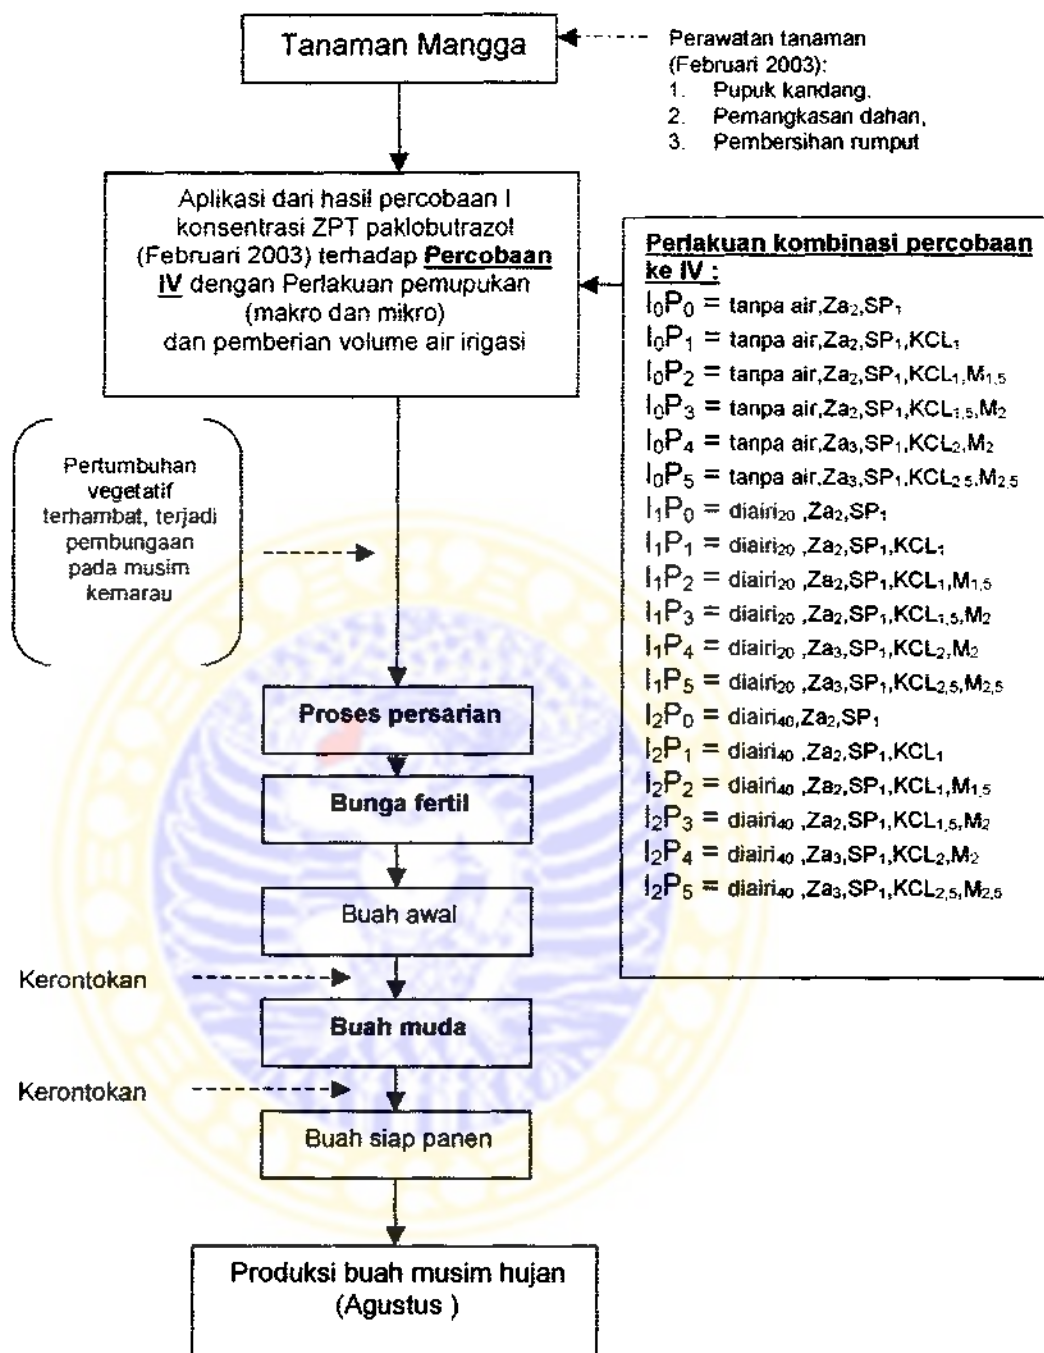 Tanaman Mangga
Perawatan tanaman
(Februari 2003):
1. Pupuk kandang,
2. Pemangkasan dahan,
3. Pembersihan rumput
Aplikasi dari hasil percobaan I
konsentrasi ZPT paklobutrazol
(Februari 2003) terhadap Percobaan
IV dengan Perlakuan pemupukan
(makro dan mikro)
dan pemberian volume air irigasi
Perlakuan kombinasi percobaan
ke IV :
I₀P₀ = tanpa air,Za₂,SP₁
I₀P₁ = tanpa air,Za₂,SP₁,KCL₁
I₀P₂ = tanpa air,Za₂,SP₁,KCL₁,M₁,₅
I₀P₃ = tanpa air,Za₂,SP₁,KCL₁,₅,M₂
I₀P₄ = tanpa air,Za₃,SP₁,KCL₂,M₂
I₀P₅ = tanpa air,Za₃,SP₁,KCL₂,₅,M₂,₅
I₁P₀ = diairi₂₀ ,Za₂,SP₁
I₁P₁ = diairi₂₀ ,Za₂,SP₁,KCL₁
I₁P₂ = diairi₂₀ ,Za₂,SP₁,KCL₁,M₁,₅
I₁P₃ = diairi₂₀ ,Za₂,SP₁,KCL₁,₅,M₂
I₁P₄ = diairi₂₀ ,Za₃,SP₁,KCL₂,M₂
I₁P₅ = diairi₂₀ ,Za₃,SP₁,KCL₂,₅,M₂,₅
I₂P₀ = diairi₄₀,Za₂,SP₁
I₂P₁ = diairi₄₀ ,Za₂,SP₁,KCL₁
I₂P₂ = diairi₄₀ ,Za₂,SP₁,KCL₁,M₁,₅
I₂P₃ = diairi₄₀ ,Za₂,SP₁,KCL₁,₅,M₂
I₂P₄ = diairi₄₀ ,Za₃,SP₁,KCL₂,M₂
I₂P₅ = diairi₄₀ ,Za₃,SP₁,KCL₂,₅,M₂,₅
Pertumbuhan
vegetatif
terhambat, terjadi
pembungaan
pada musim
kemarau
Proses persarian
Bunga fertil
Buah awal
Kerontokan
Buah muda
Kerontokan
Buah siap panen
Produksi buah musim hujan
(Agustus )